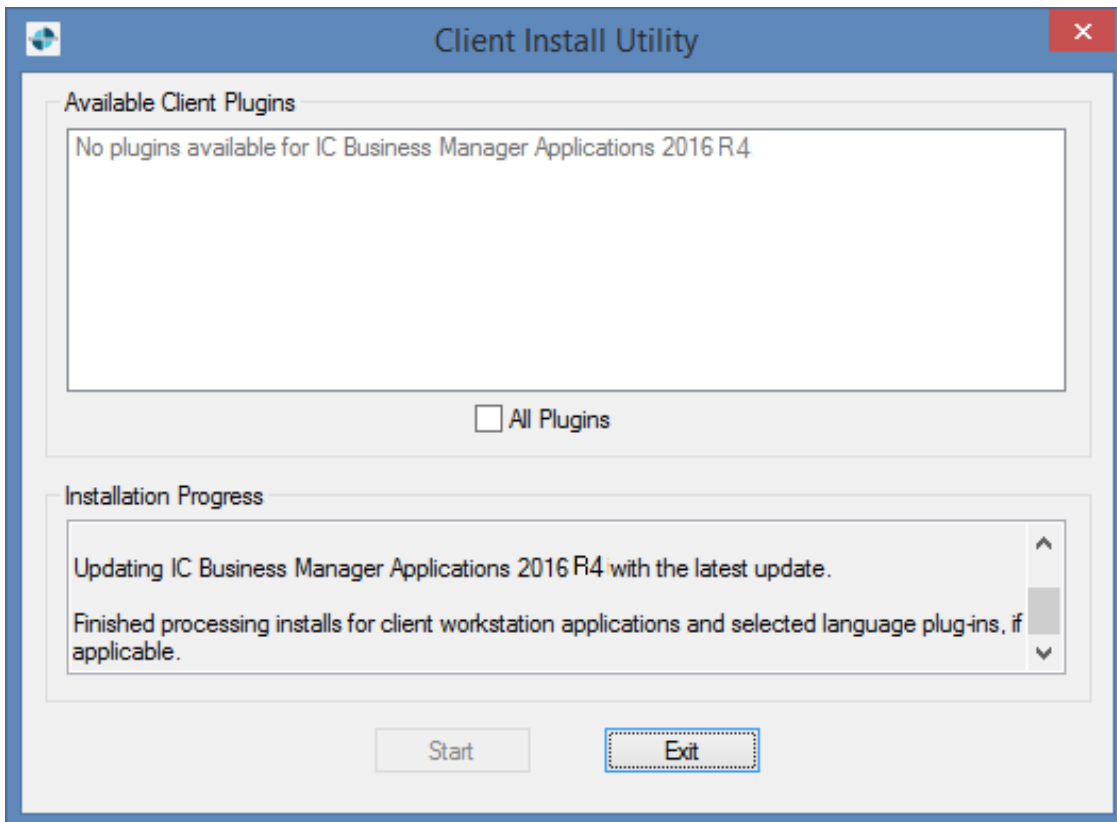 Client Install Utility
Available Client Plugins
No plugins available for IC Business Manager Applications 2016 R4
All Plugins
Installation Progress
Updating IC Business Manager Applications 2016 R4 with the latest update.
Finished processing installs for client workstation applications and selected language plug-ins, if
applicable.
Start
Exit